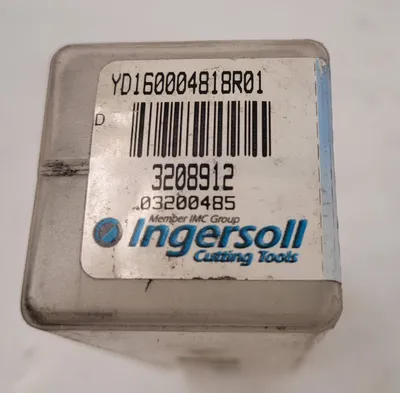 YD160004818R01
D
3208912
03200485
Member IMC Group
Ingersoll
Cutting Tools